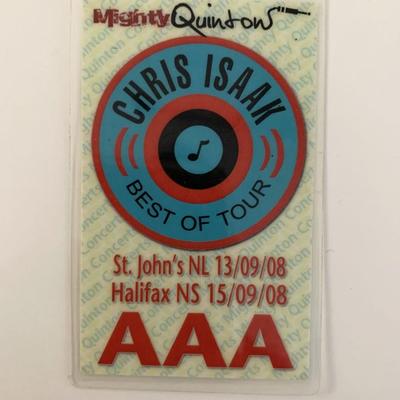 Mighty Quinton
CHRIS ISAAK
BEST OF TOUR
St. John's NL 13/09/08
Halifax NS 15/09/08
AAA